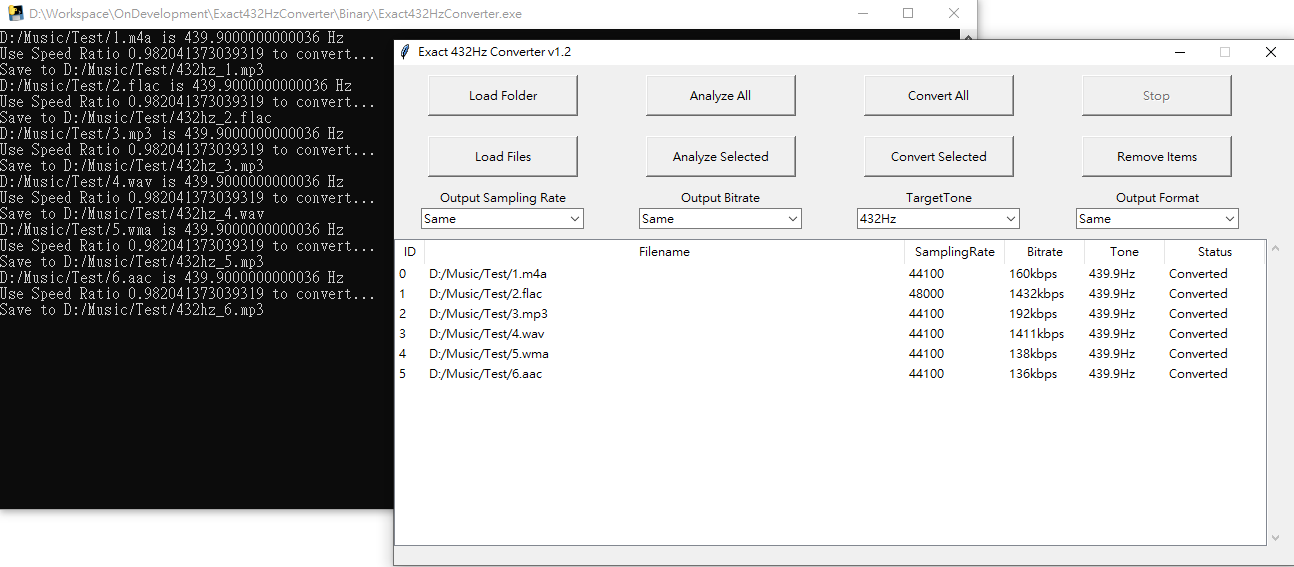 D:\Workspace\OnDevelopment\Exact432HzConverter\Binary\Exact432HzConverter.exe
D:/Music/Test/1.m4a is 439.9000000000036 Hz
Use Speed Ratio 0.982041373039319 to convert...
Save to D:/Music/Test/432hz_1.mp3
D:/Music/Test/2.flac is 439.9000000000036 Hz
Use Speed Ratio 0.982041373039319 to convert...
Save to D:/Music/Test/432hz_2.flac
D:/Music/Test/3.mp3 is 439.9000000000036 Hz
Use Speed Ratio 0.982041373039319 to convert...
Save to D:/Music/Test/432hz_3.mp3
D:/Music/Test/4.wav is 439.9000000000036 Hz
Use Speed Ratio 0.982041373039319 to convert...
Save to D:/Music/Test/432hz_4.wav
D:/Music/Test/5.wma is 439.9000000000036 Hz
Use Speed Ratio 0.982041373039319 to convert...
Save to D:/Music/Test/432hz_5.mp3
D:/Music/Test/6.aac is 439.9000000000036 Hz
Use Speed Ratio 0.982041373039319 to convert...
Save to D:/Music/Test/432hz_6.mp3
Exact 432Hz Converter v1.2
Load Folder Analyze All Convert All Stop
Load Files Analyze Selected Convert Selected Remove Items
Output Sampling Rate Output Bitrate TargetTone Output Format
Same Same 432Hz Same
ID Filename SamplingRate Bitrate Tone Status
0 D:/Music/Test/1.m4a 44100 160kbps 439.9Hz Converted
1 D:/Music/Test/2.flac 48000 1432kbps 439.9Hz Converted
2 D:/Music/Test/3.mp3 44100 192kbps 439.9Hz Converted
3 D:/Music/Test/4.wav 44100 1411kbps 439.9Hz Converted
4 D:/Music/Test/5.wma 44100 138kbps 439.9Hz Converted
5 D:/Music/Test/6.aac 44100 136kbps 439.9Hz Converted